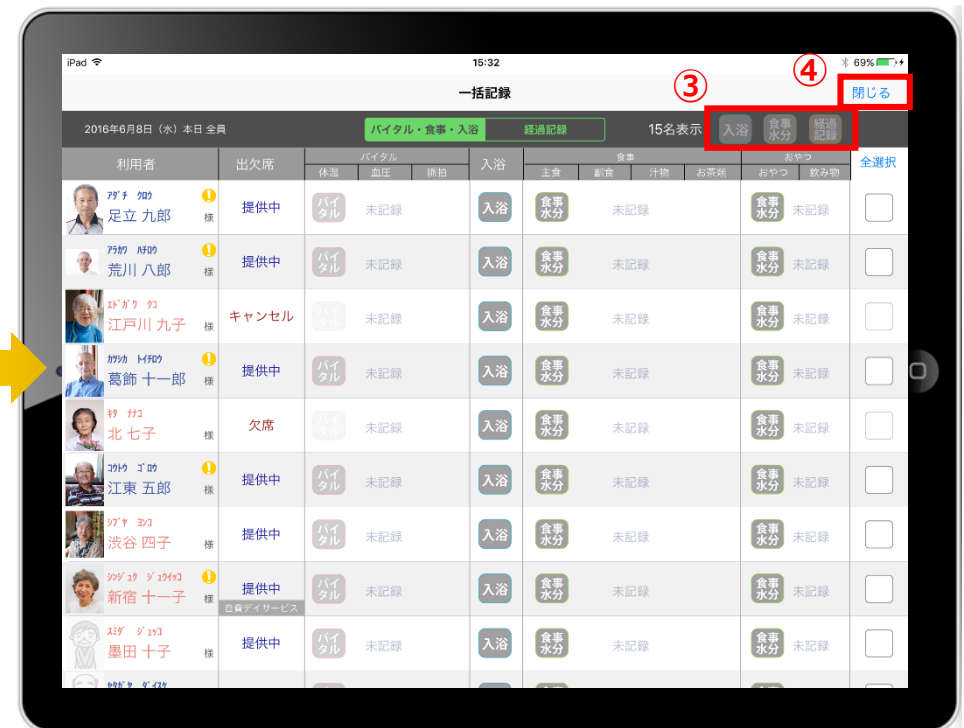 ③
④
iPad 15:32 69%
一括記録 閉じる
2016年6月8日（水）本日 全員 バイタル・食事・入浴 経過記録 15名表示 入浴 食事水分 経過記録
利用者 出欠席 バイタル 入浴 食事 おやつ 全選択
体温 血圧 脈拍 主食 副食 汁物 お茶類 おやつ 飲み物
ｱﾀﾞﾁ ｸﾛｳ
足立 九郎 様 提供中 バイタル 未記録 入浴 食事水分 未記録 食事水分 未記録
ｱﾗｶﾜ ﾊﾁﾛｳ
荒川 八郎 様 提供中 バイタル 未記録 入浴 食事水分 未記録 食事水分 未記録
ｴﾄﾞｶﾞﾜ ｸｺ
江戸川 九子 様 キャンセル バイタル 未記録 入浴 食事水分 未記録 食事水分 未記録
ｶﾂｼｶ ﾄｲﾁﾛｳ
葛飾 十一郎 様 提供中 バイタル 未記録 入浴 食事水分 未記録 食事水分 未記録
ｷﾀ ﾅﾅｺ
北 七子 様 欠席 バイタル 未記録 入浴 食事水分 未記録 食事水分 未記録
ｺｳﾄｳ ｺﾞﾛｳ
江東 五郎 様 提供中 バイタル 未記録 入浴 食事水分 未記録 食事水分 未記録
ｼﾌﾞﾔ ﾖﾝｺ
渋谷 四子 様 提供中 バイタル 未記録 入浴 食事水分 未記録 食事水分 未記録
ｼﾝｼﾞｭｸ ｼﾞｭｳｲｯｺ
新宿 十一子 様 提供中 バイタル 未記録 入浴 食事水分 未記録 食事水分 未記録
自費デイサービス
ｽﾐﾀﾞ ｼﾞｭｯｺ
墨田 十子 様 提供中 バイタル 未記録 入浴 食事水分 未記録 食事水分 未記録